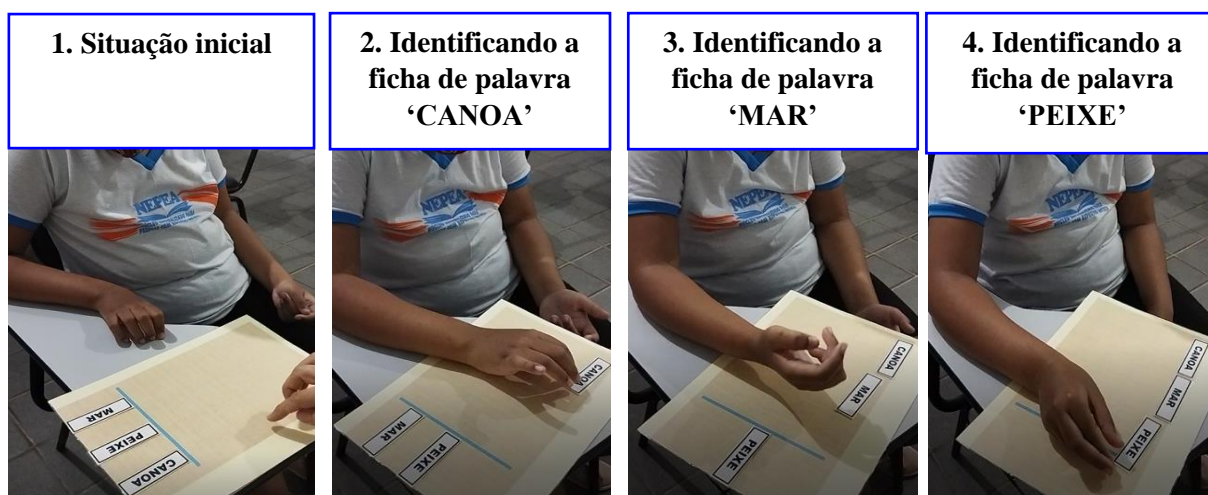 1. Situação inicial
2. Identificando a
ficha de palavra
‘CANOA’
3. Identificando a
ficha de palavra
‘MAR’
4. Identificando a
ficha de palavra
‘PEIXE’
NEPEA
MAR
PEIXE
CANOA
NEPEA
CANOA
MAR
PEIXE
NEPEA
CANOA
MAR
PEIXE
NEPEA
CANOA
MAR
PEIXE